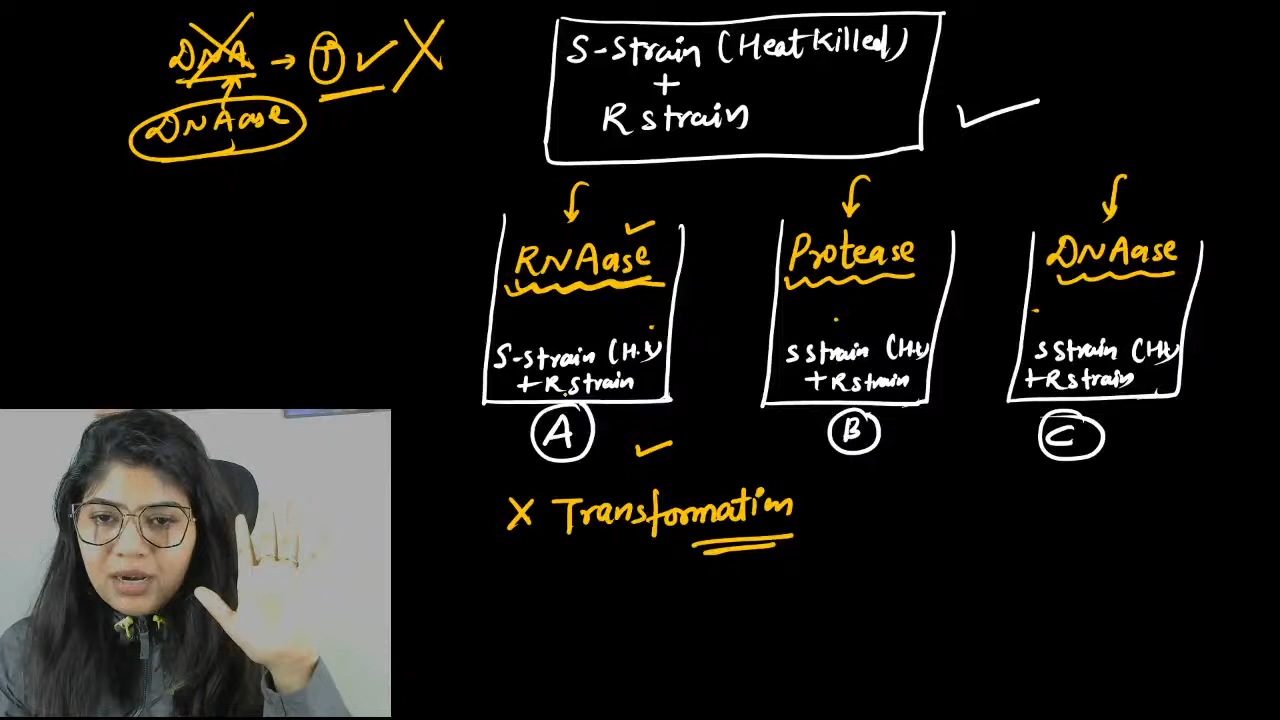 DNA → T ✓ X
DNAase
S-Strain (Heat Killed)
+
R strain
RNAase
S-Strain (H.k)
+ R strain
A
Protease
S Strain (H.k)
+ R strain
B
DNAase
S Strain (H.k)
+ R strain
C
X Transformation